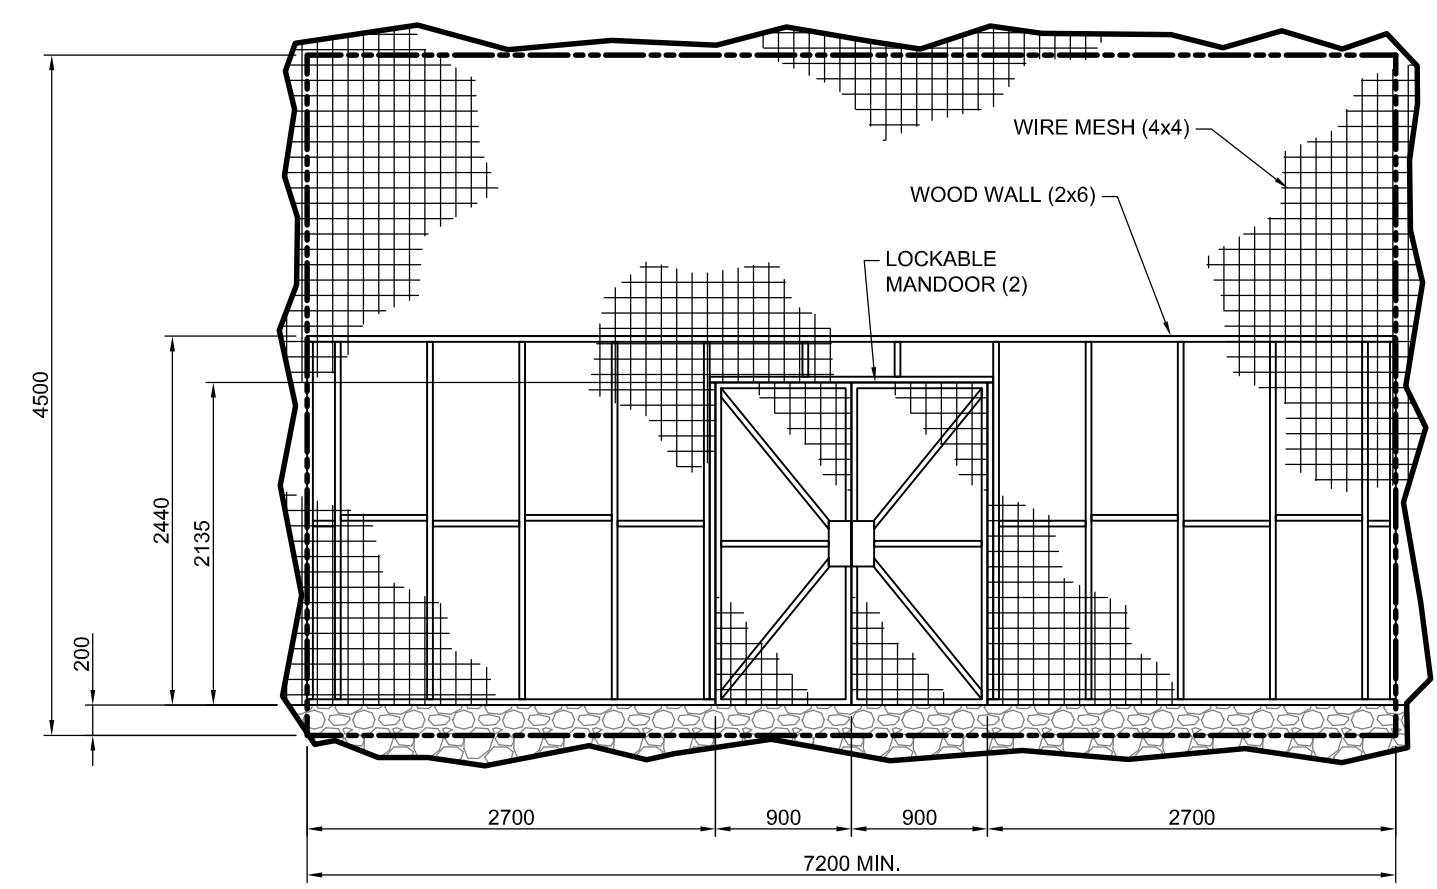 WIRE MESH (4x4)
WOOD WALL (2x6)
LOCKABLE
MANDOOR (2)
4500
2440
2135
200
2700
900
900
2700
7200 MIN.